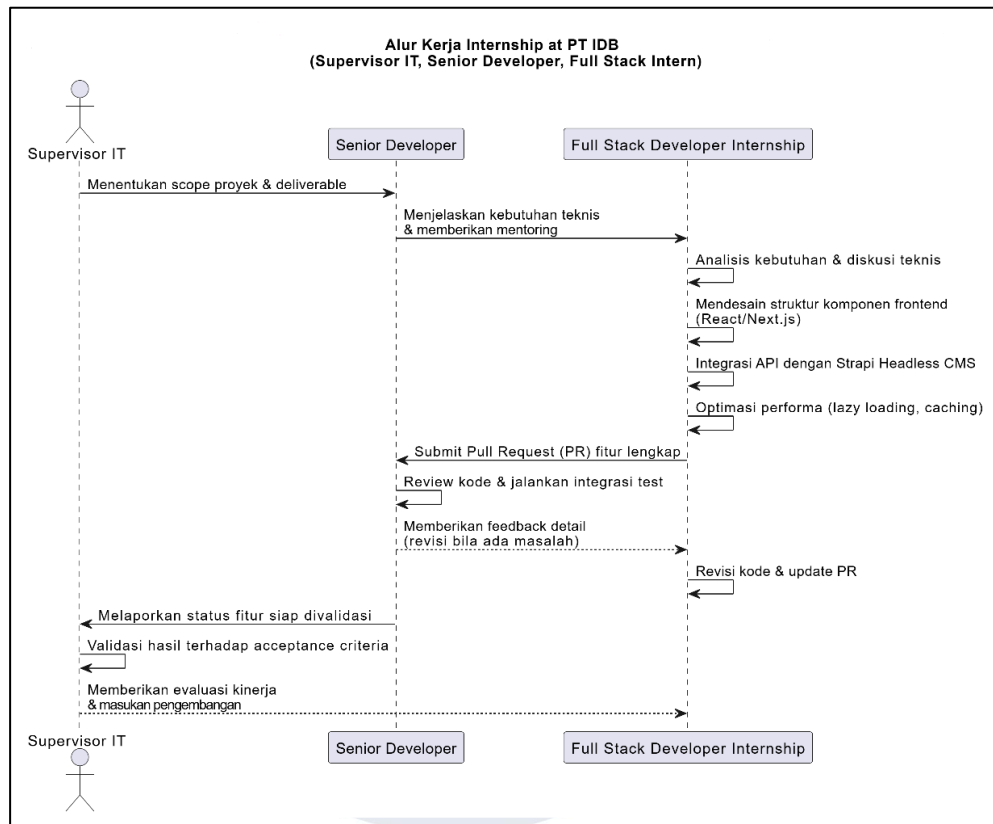 Alur Kerja Internship at PT IDB
(Supervisor IT, Senior Developer, Full Stack Intern)
Supervisor IT
Senior Developer
Full Stack Developer Internship
Menentukan scope proyek & deliverable
Menjelaskan kebutuhan teknis
& memberikan mentoring
Analisis kebutuhan & diskusi teknis
Mendesain struktur komponen frontend
(React/Next.js)
Integrasi API dengan Strapi Headless CMS
Optimasi performa (lazy loading, caching)
Submit Pull Request (PR) fitur lengkap
Review kode & jalankan integrasi test
Memberikan feedback detail
(revisi bila ada masalah)
Revisi kode & update PR
Melaporkan status fitur siap divalidasi
Validasi hasil terhadap acceptance criteria
Memberikan evaluasi kinerja
& masukan pengembangan
Supervisor IT
Senior Developer
Full Stack Developer Internship